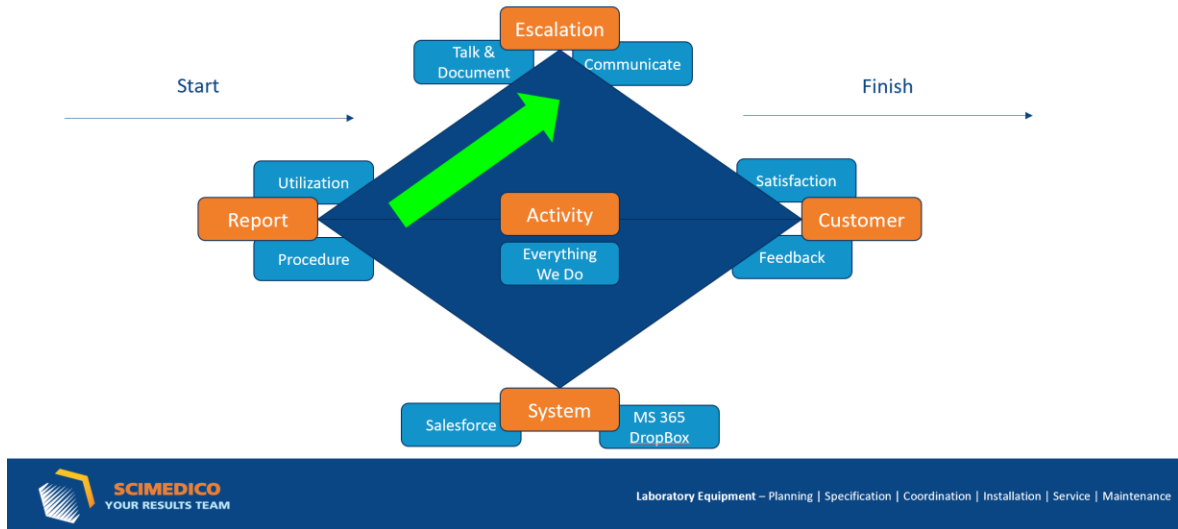 Escalation
Talk &
Document
Communicate
Start
Finish
Utilization
Satisfaction
Report
Activity
Customer
Procedure
Everything
We Do
Feedback
System
Salesforce
MS 365
DropBox
SCIMEDICO
YOUR RESULTS TEAM
Laboratory Equipment – Planning | Specification | Coordination | Installation | Service | Maintenance